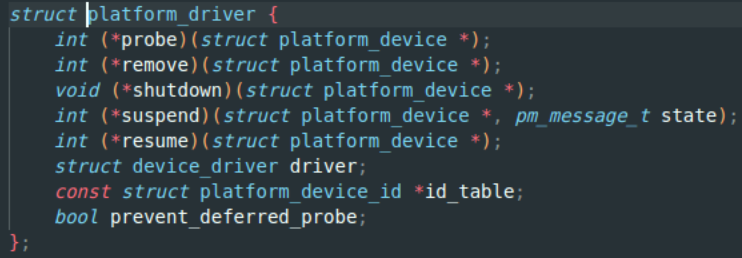 struct platform_driver {
    int (*probe)(struct platform_device *);
    int (*remove)(struct platform_device *);
    void (*shutdown)(struct platform_device *);
    int (*suspend)(struct platform_device *, pm_message_t state);
    int (*resume)(struct platform_device *);
    struct device_driver driver;
    const struct platform_device_id *id_table;
    bool prevent_deferred_probe;
};